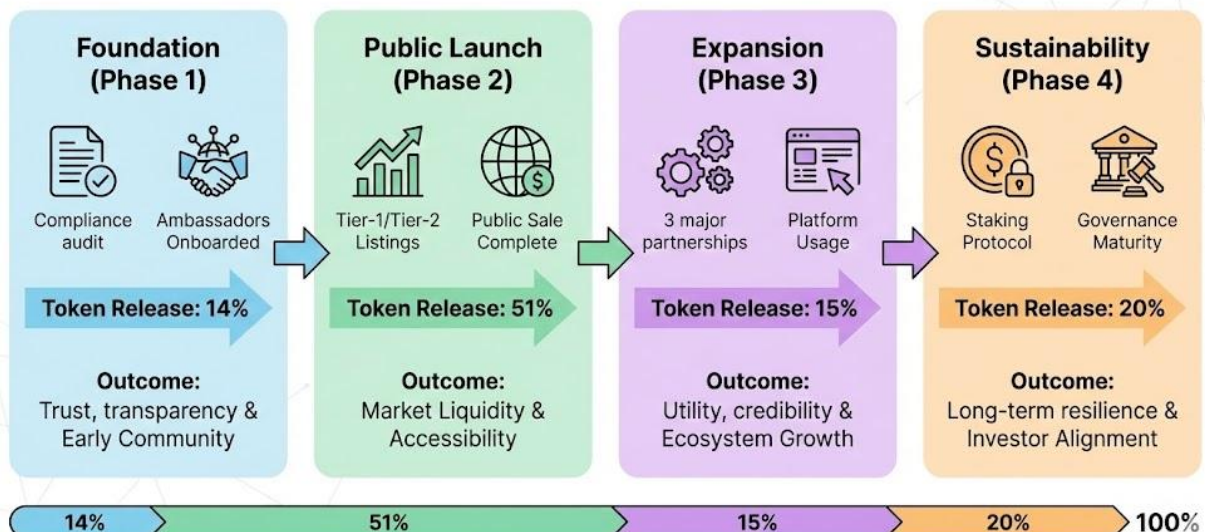 Foundation
(Phase 1)
Compliance
audit
Ambassadors
Onboarded
Token Release: 14%
Outcome:
Trust, transparency &
Early Community
Public Launch
(Phase 2)
$
Tier-1/Tier-2
Listings
Public Sale
Complete
Token Release: 51%
Outcome:
Market Liquidity &
Accessibility
Expansion
(Phase 3)
3 major
partnerships
Platform
Usage
Token Release: 15%
Outcome:
Utility, credibility &
Ecosystem Growth
Sustainability
(Phase 4)
$
Staking
Protocol
Governance
Maturity
Token Release: 20%
Outcome:
Long-term resilience &
Investor Alignment
14% 51% 15% 20% 100%